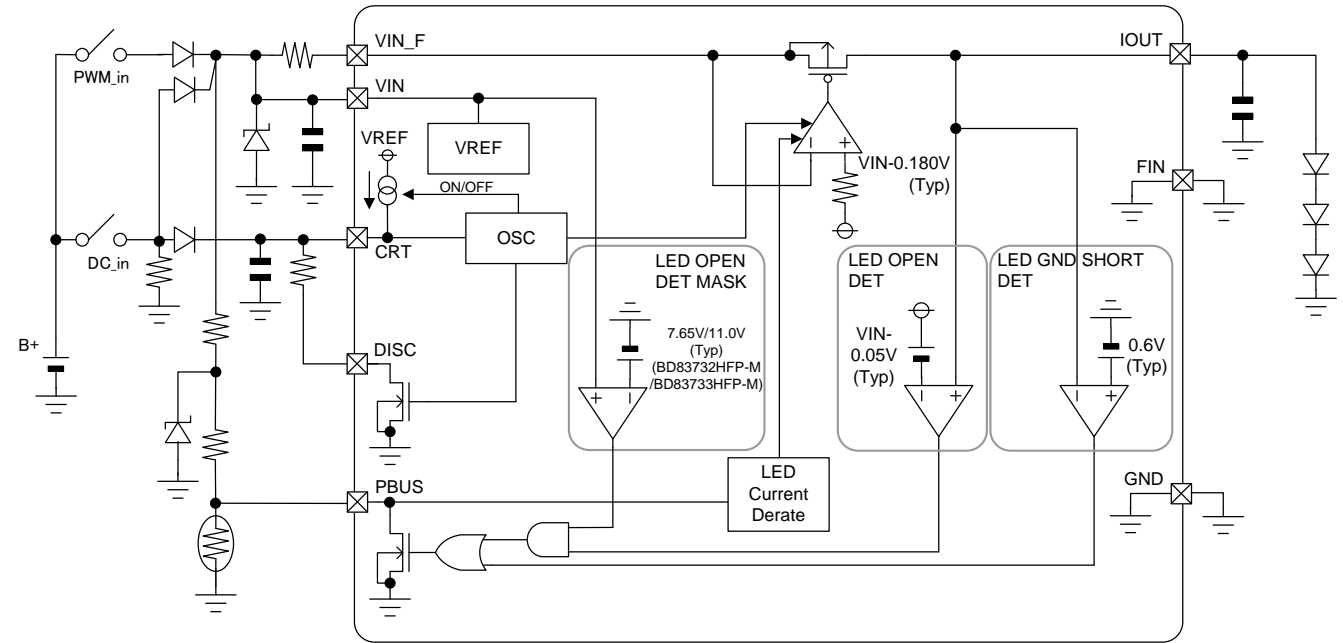 VIN_F
IOUT
PWM_in
VIN
VREF
VREF
VIN-0.180V
(Typ)
FIN
ON/OFF
OSC
CRT
DC_in
LED OPEN
DET MASK
LED OPEN
DET
LED GND SHORT
DET
B+
7.65V/11.0V
(Typ)
(BD83732HFP-M
/BD83733HFP-M)
VIN-
0.05V
(Typ)
0.6V
(Typ)
DISC
+
−
−
+
−
+
−
+
PBUS
LED
Current
Derate
GND